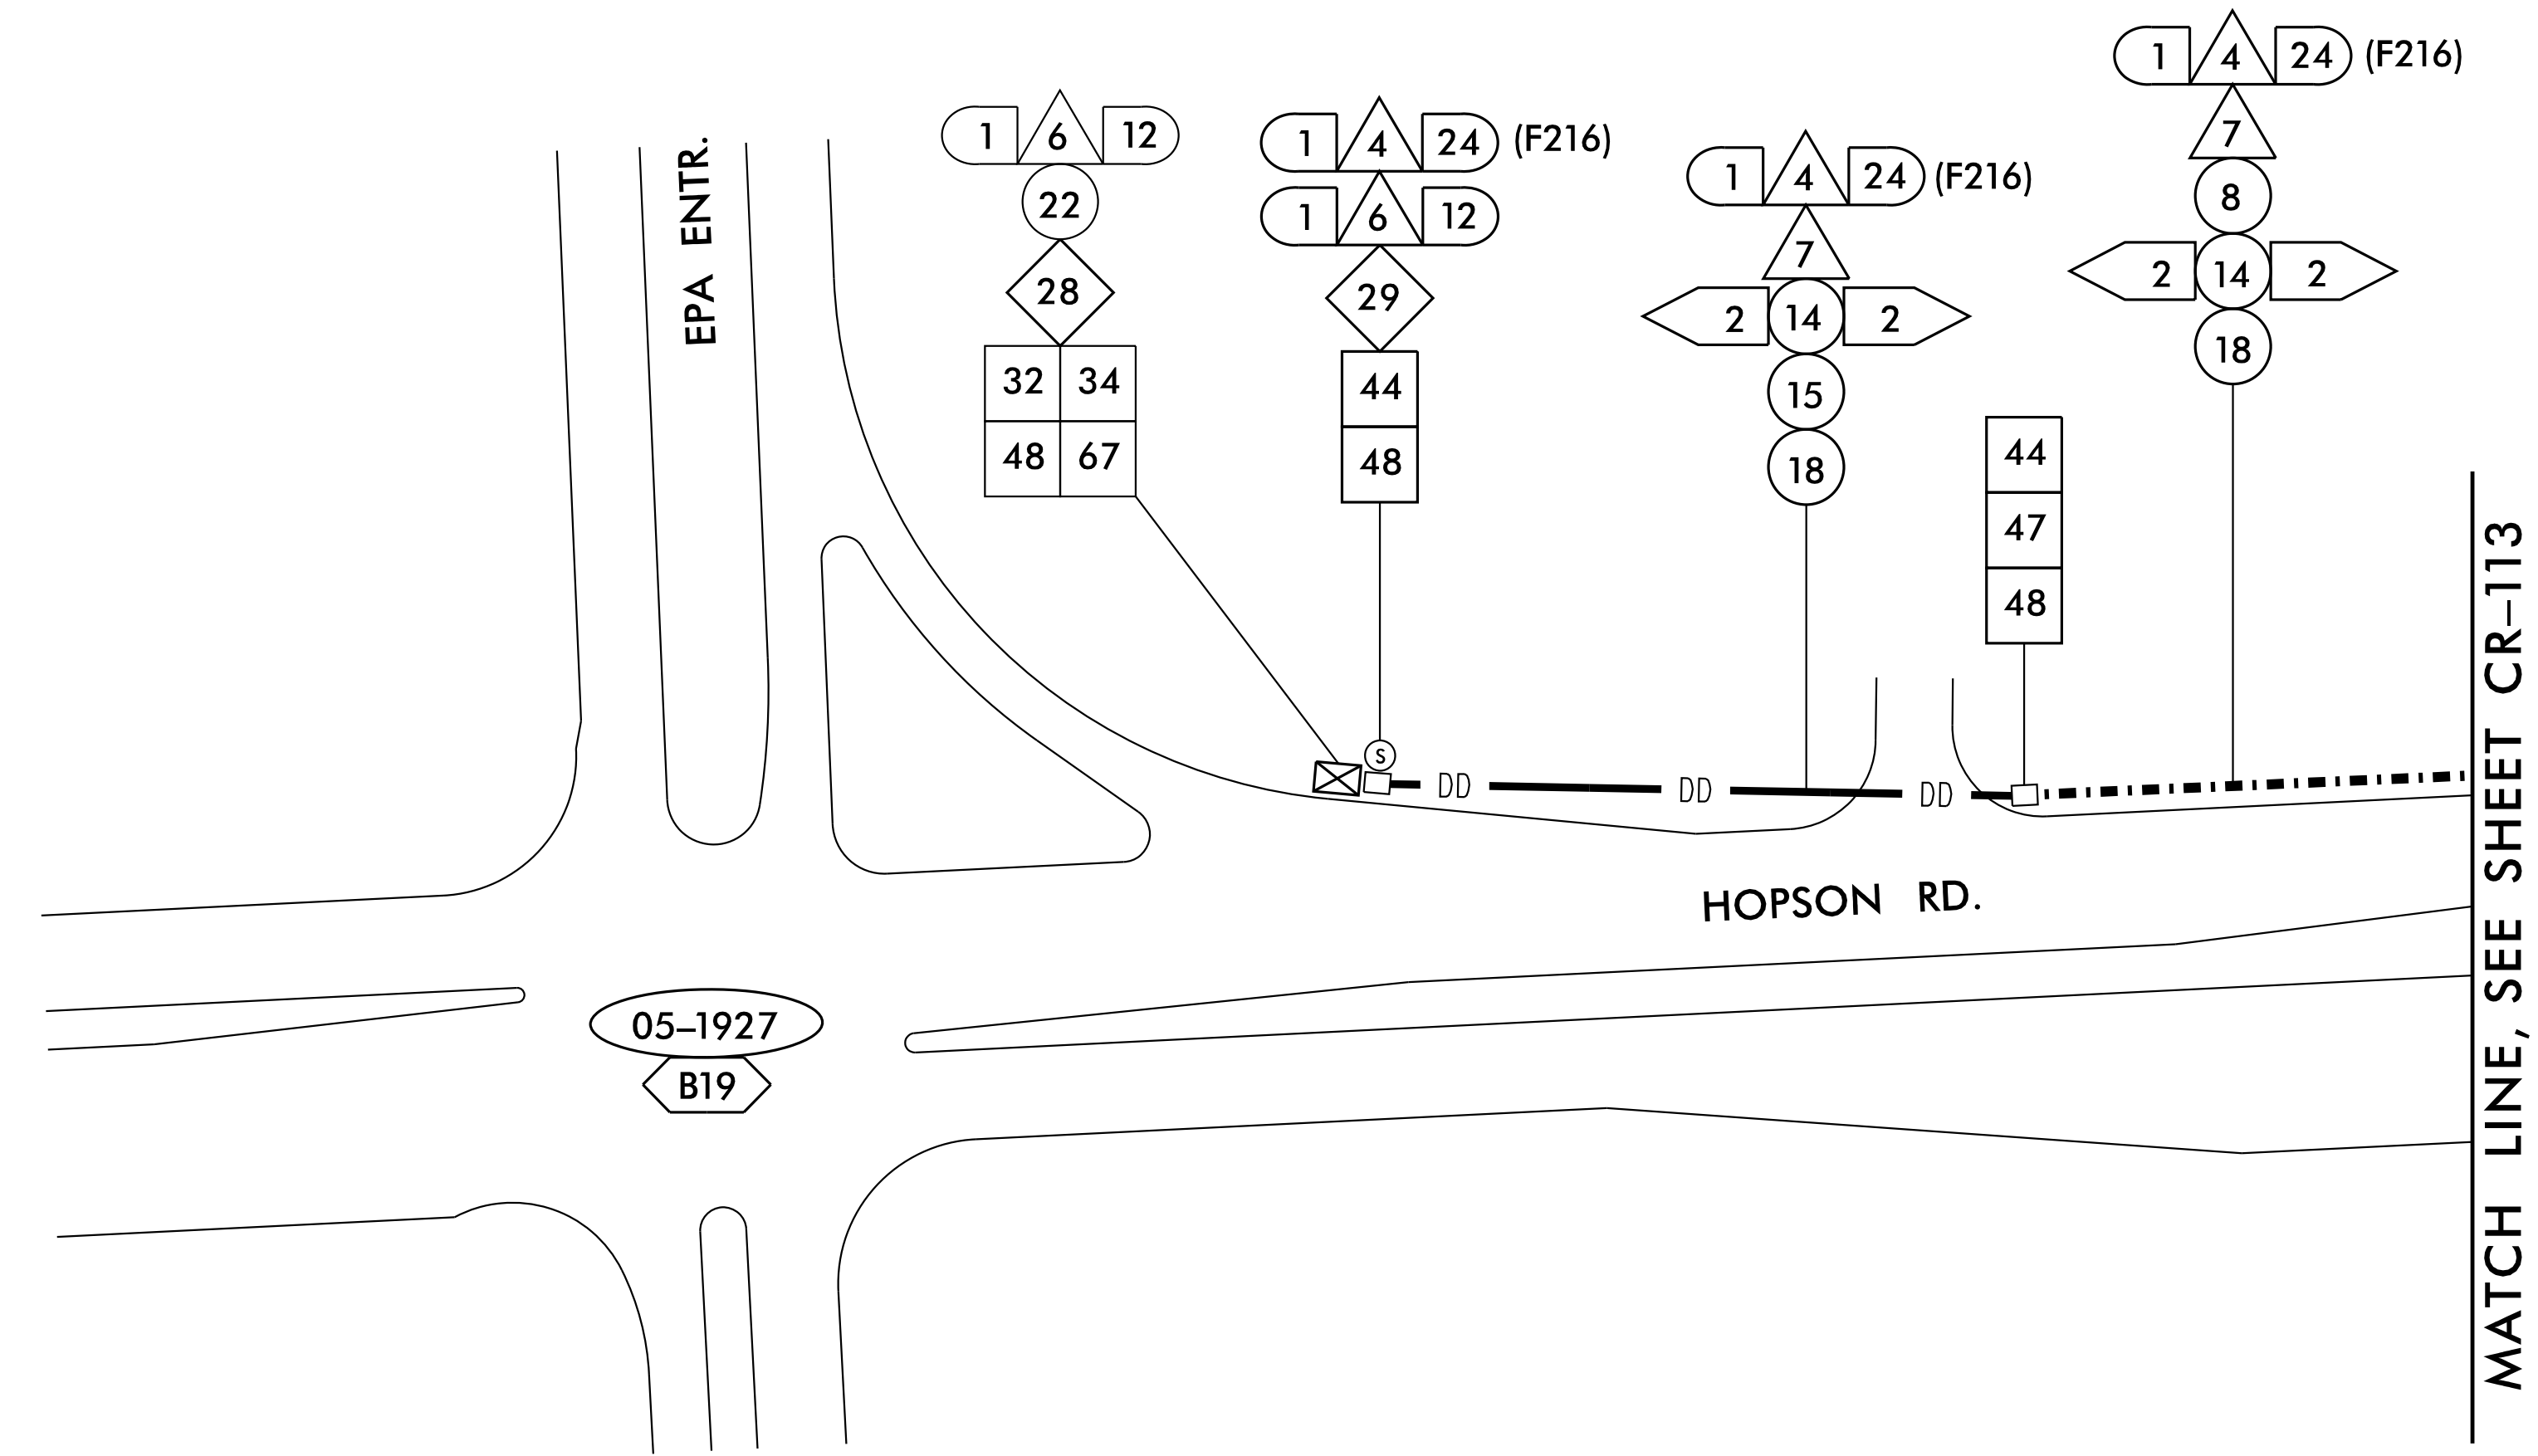 EPA ENTR.
1 6 12
22
28
32 34
48 67
1 4 24 (F216)
1 6 12
29
44
48
S
1 4 24 (F216)
7
2 14 2
15
18
44
47
48
1 4 24 (F216)
7
8
2 14 2
18
DD DD DD
HOPSON RD.
05–1927
B19
MATCH LINE, SEE SHEET CR–113